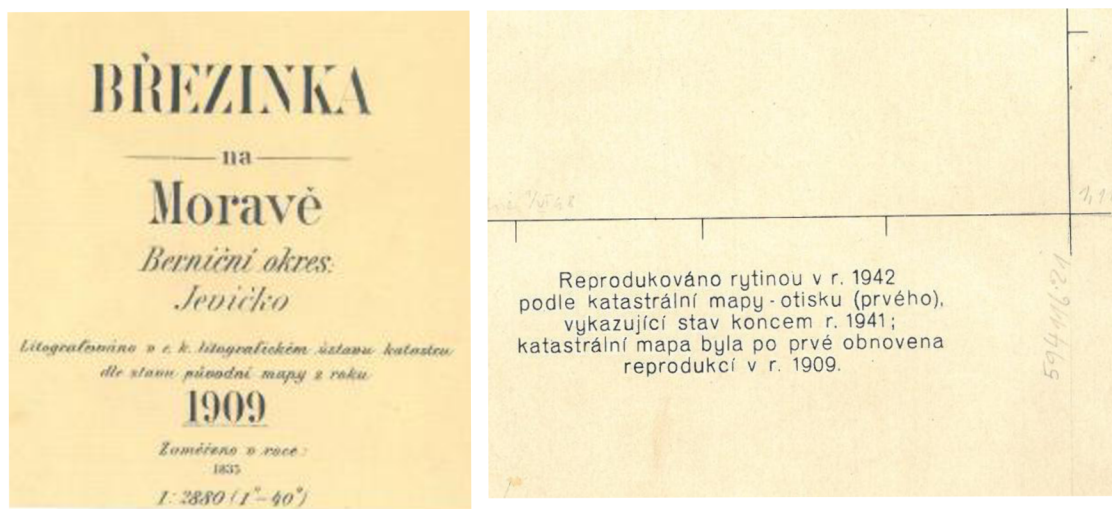 BŘEZINKA
na
Moravě
Berniční okres:
Jevíčko
Litografováno v c. k. litografickém ústavu katastru
dle stavu původní mapy z roku
1909
Zaměřeno v roce:
1835
1: 2880 (1"=40°)
Reprodukováno rytinou v r. 1942
podle katastrální mapy - otisku (prvého),
vykazující stav koncem r. 1941;
katastrální mapa byla po prvé obnovena
reprodukcí v r. 1909.